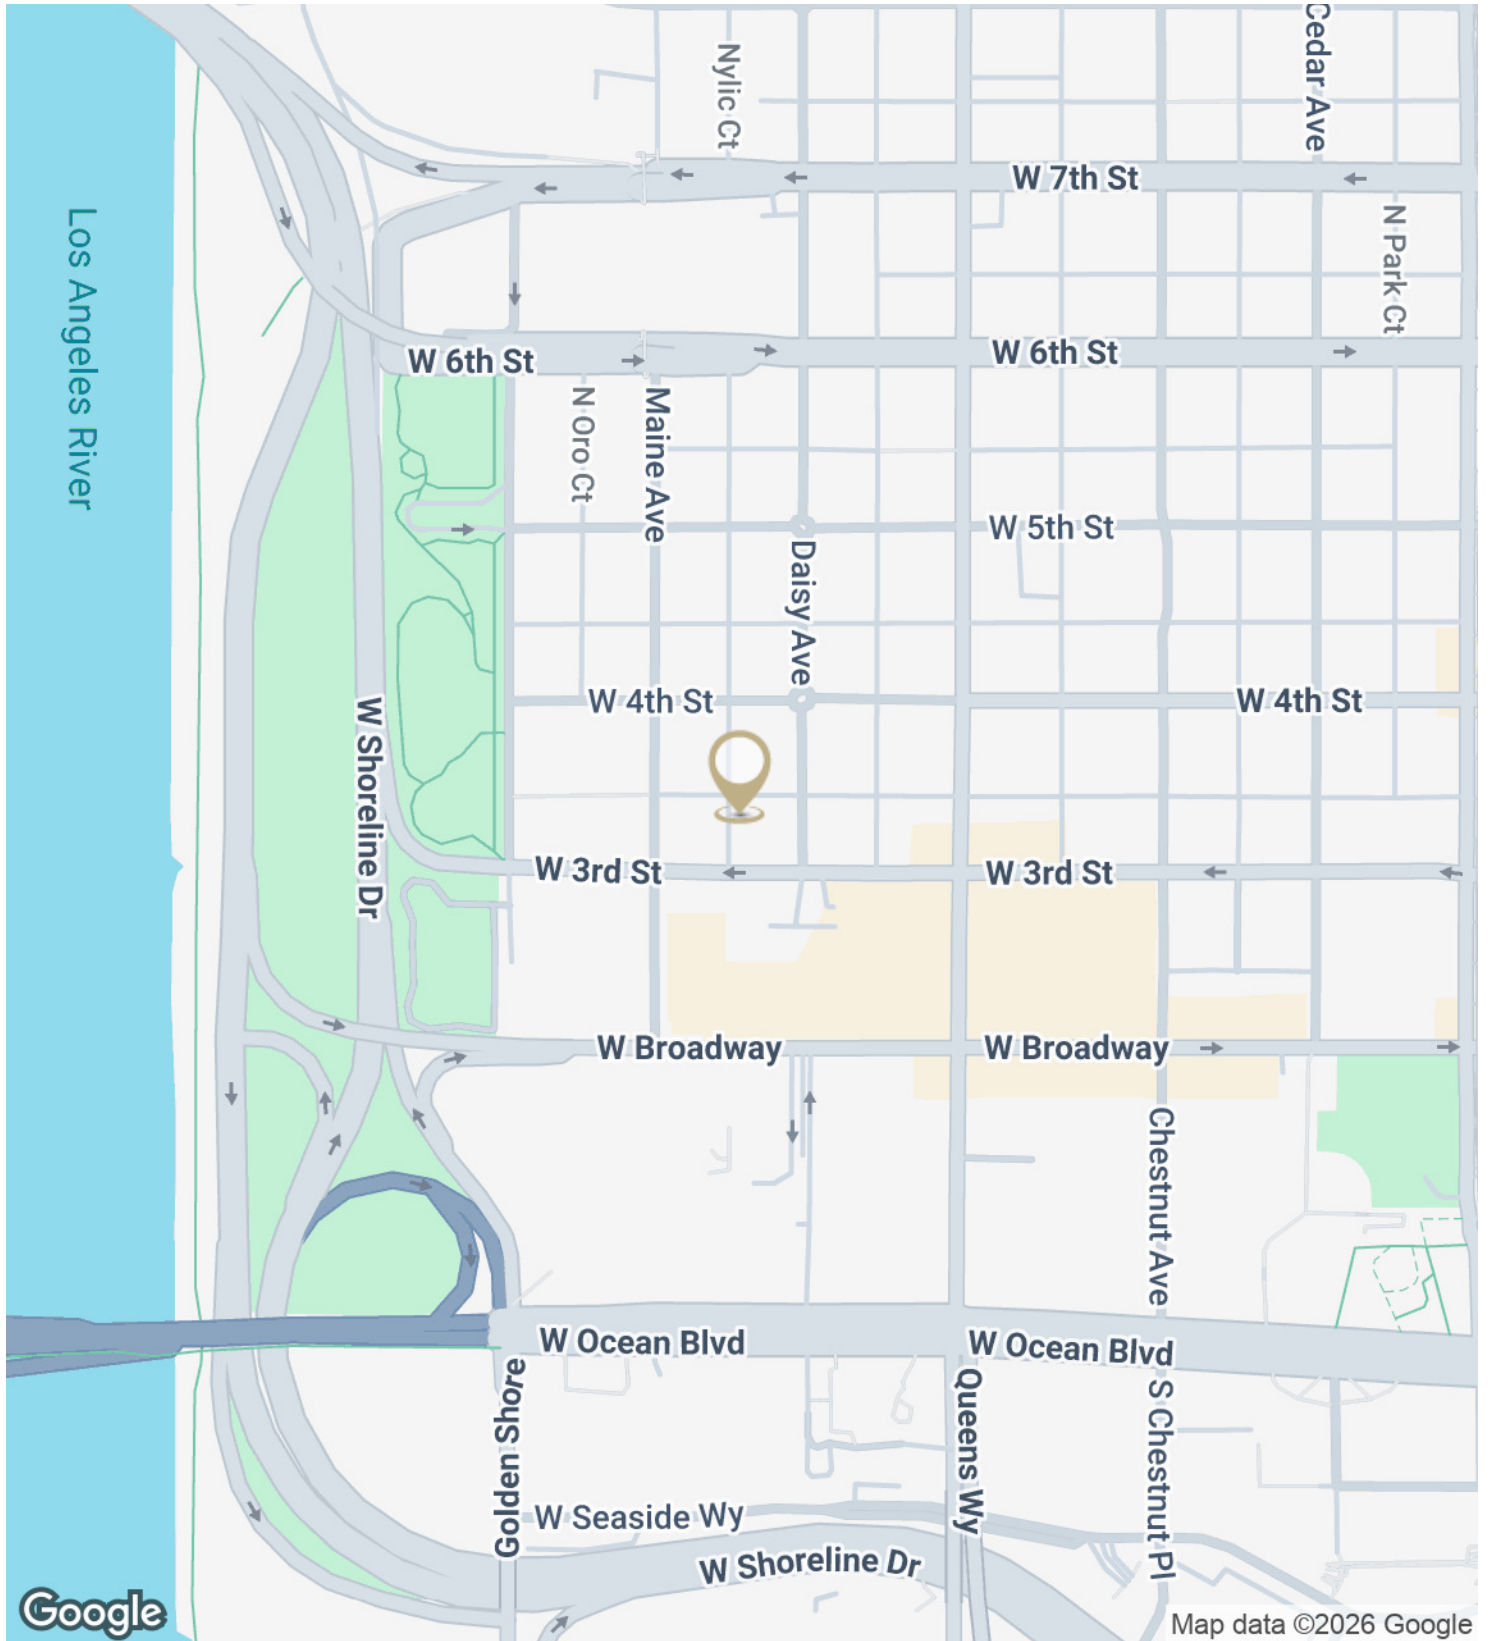 Cedar Ave
Nylic Ct
W 7th St
N Park Ct
Los Angeles River
W 6th St
W 6th St
N Oro Ct
Maine Ave
W 5th St
Daisy Ave
W 4th St
W 4th St
W Shoreline Dr
W 3rd St
W 3rd St
W Broadway
W Broadway
Chestnut Ave
W Ocean Blvd
W Ocean Blvd
Golden Shore
Queens Wy
S Chestnut Pl
W Seaside Wy
W Shoreline Dr
Google
Map data ©2026 Google